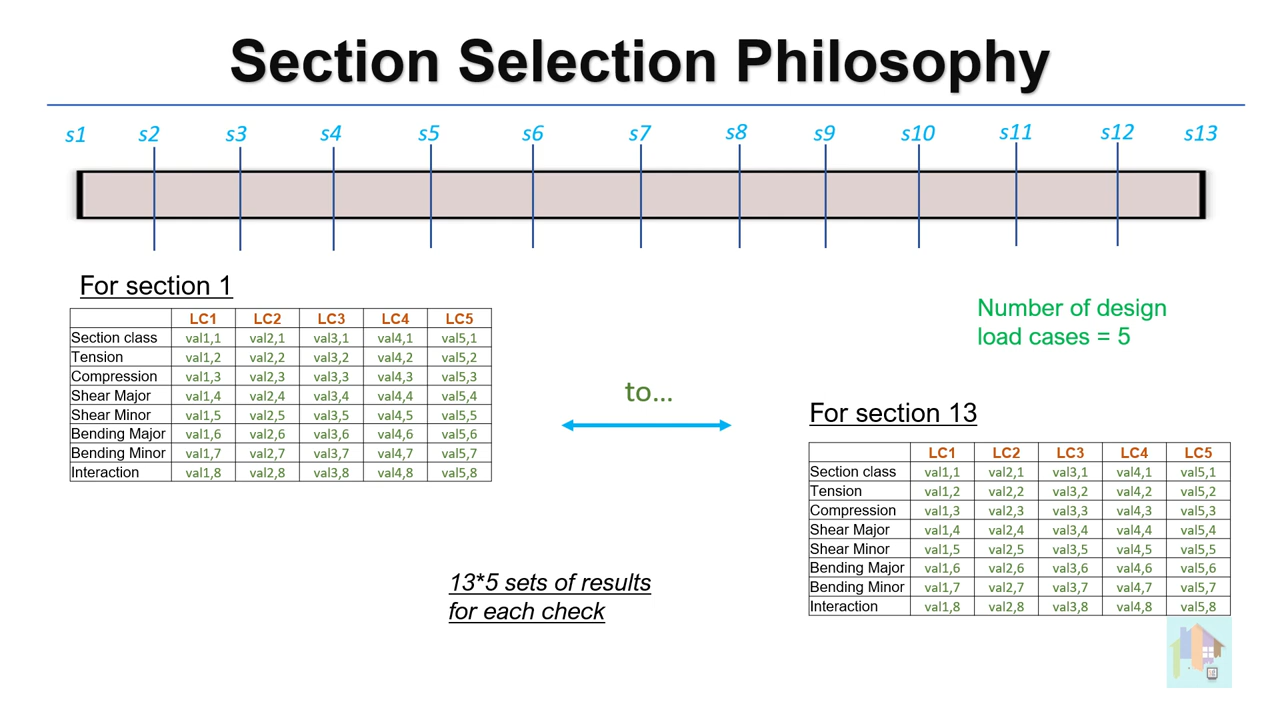 Section Selection Philosophy
s1 s2 s3 s4 s5 s6 s7 s8 s9 s10 s11 s12 s13
For section 1
LC1 LC2 LC3 LC4 LC5
Section class val1,1 val2,1 val3,1 val4,1 val5,1
Tension val1,2 val2,2 val3,2 val4,2 val5,2
Compression val1,3 val2,3 val3,3 val4,3 val5,3
Shear Major val1,4 val2,4 val3,4 val4,4 val5,4
Shear Minor val1,5 val2,5 val3,5 val4,5 val5,5
Bending Major val1,6 val2,6 val3,6 val4,6 val5,6
Bending Minor val1,7 val2,7 val3,7 val4,7 val5,7
Interaction val1,8 val2,8 val3,8 val4,8 val5,8
to...
Number of design
load cases = 5
For section 13
LC1 LC2 LC3 LC4 LC5
Section class val1,1 val2,1 val3,1 val4,1 val5,1
Tension val1,2 val2,2 val3,2 val4,2 val5,2
Compression val1,3 val2,3 val3,3 val4,3 val5,3
Shear Major val1,4 val2,4 val3,4 val4,4 val5,4
Shear Minor val1,5 val2,5 val3,5 val4,5 val5,5
Bending Major val1,6 val2,6 val3,6 val4,6 val5,6
Bending Minor val1,7 val2,7 val3,7 val4,7 val5,7
Interaction val1,8 val2,8 val3,8 val4,8 val5,8
13*5 sets of results
for each check